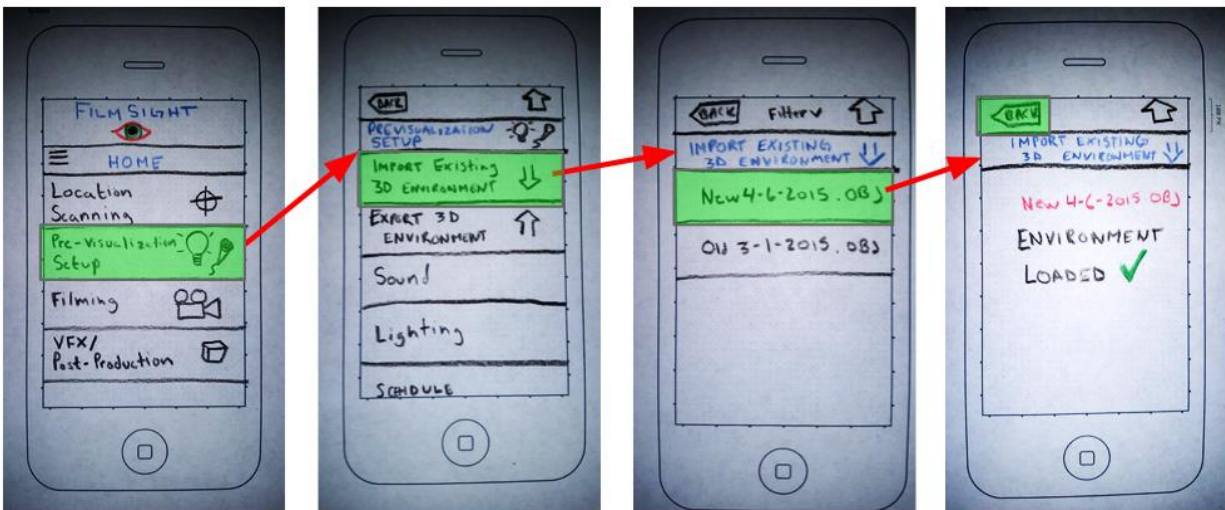 FILM SIGHT
HOME
Location
Scanning
Pre-Visualization
Setup
Filming
VFX/
Post-Production
BACK
PREVISUALIZATION
SETUP
IMPORT Existing
3D ENVIRONMENT
EXPORT 3D
ENVIRONMENT
Sound
Lighting
SCHEDULE
BACK Filter v
IMPORT EXISTING
3D ENVIRONMENT
New 4-6-2015.OBJ
Old 3-1-2015.OBJ
BACK
IMPORT EXISTING
3D ENVIRONMENT
New 4-6-2015 OBJ
ENVIRONMENT
LOADED